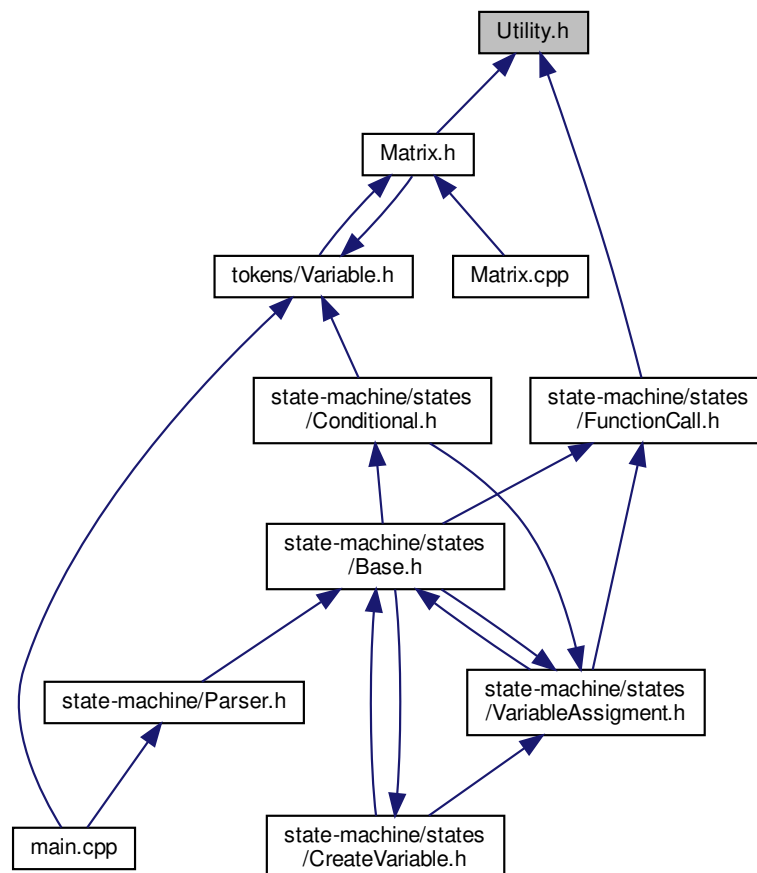 Utility.h
Matrix.h
tokens/Variable.h
Matrix.cpp
state-machine/states
/Conditional.h
state-machine/states
/FunctionCall.h
state-machine/states
/Base.h
state-machine/Parser.h
state-machine/states
/VariableAssigment.h
main.cpp
state-machine/states
/CreateVariable.h